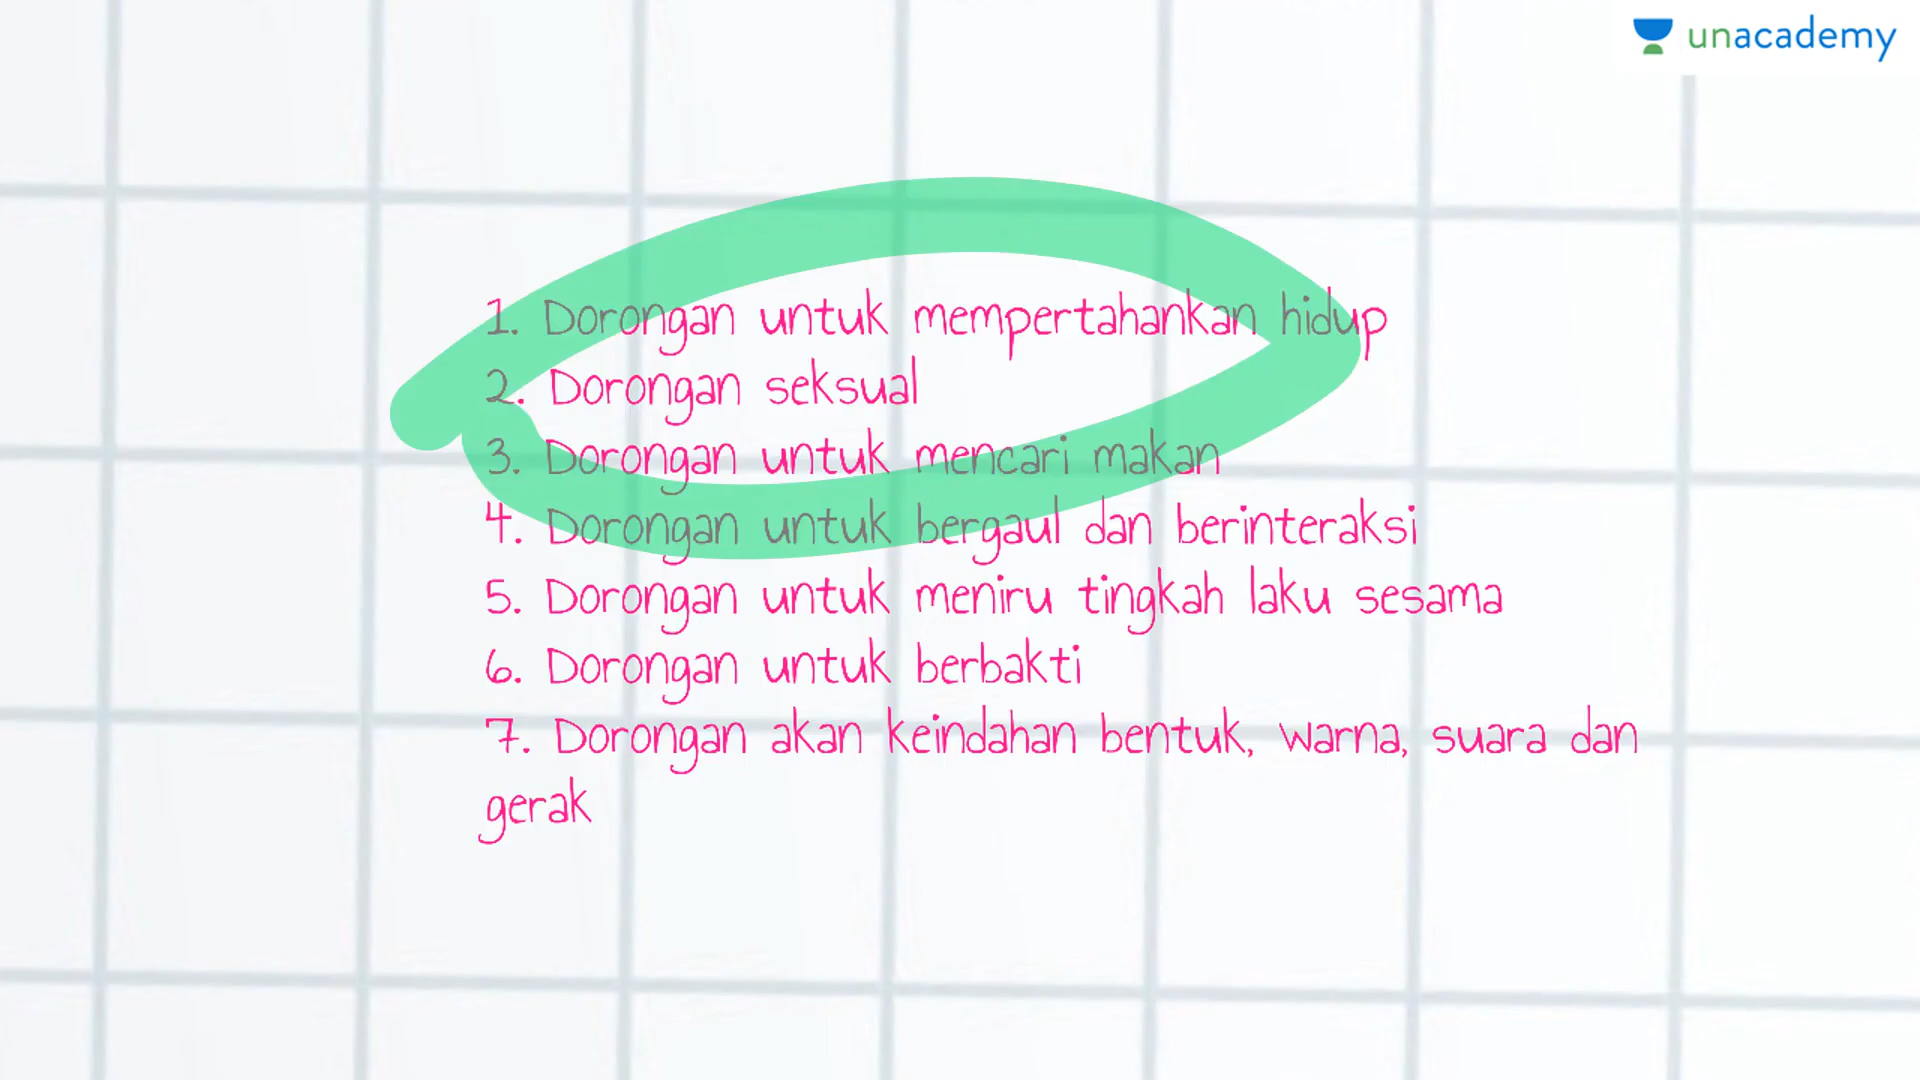 unacademy
1. Dorongan untuk mempertahankan hidup
2. Dorongan seksual
3. Dorongan untuk mencari makan
4. Dorongan untuk bergaul dan berinteraksi
5. Dorongan untuk meniru tingkah laku sesama
6. Dorongan untuk berbakti
7. Dorongan akan keindahan bentuk, warna, suara dan
gerak